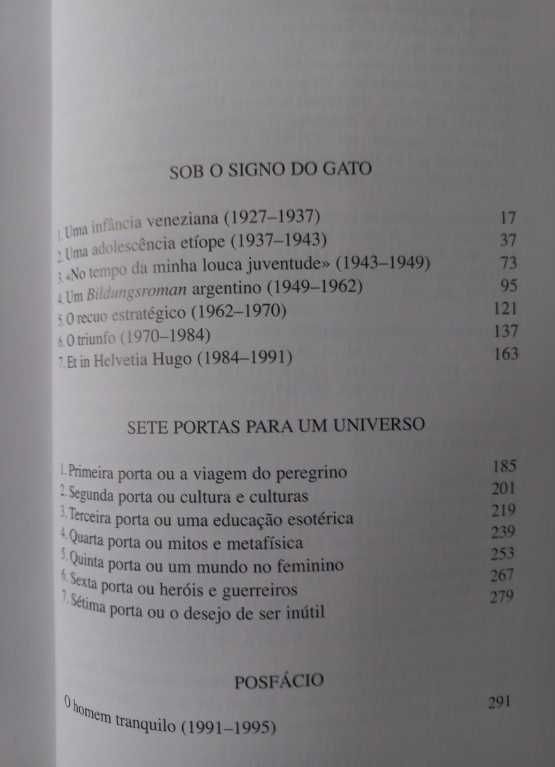 SOB O SIGNO DO GATO
1. Uma infância veneziana (1927–1937) 17
2. Uma adolescência etíope (1937–1943) 37
3. «No tempo da minha louca juventude» (1943–1949) 73
4. Um Bildungsroman argentino (1949–1962) 95
5. O recuo estratégico (1962–1970) 121
6. O triunfo (1970–1984) 137
7. Et in Helvetia Hugo (1984–1991) 163
SETE PORTAS PARA UM UNIVERSO
1. Primeira porta ou a viagem do peregrino 185
2. Segunda porta ou cultura e culturas 201
3. Terceira porta ou uma educação esotérica 219
4. Quarta porta ou mitos e metafísica 239
5. Quinta porta ou um mundo no feminino 253
6. Sexta porta ou heróis e guerreiros 267
7. Sétima porta ou o desejo de ser inútil 279
POSFÁCIO
O homem tranquilo (1991–1995) 291